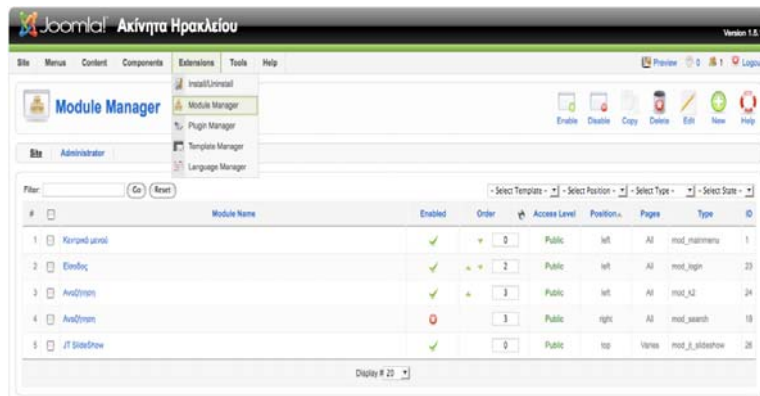 Joomla! Ακίνητα Ηρακλείου
Version 1.5.
Site Menus Content Components Extensions Tools Help
Preview 0 1 Logou
Install/Uninstall
Module Manager
Plugin Manager
Template Manager
Language Manager
Module Manager
Enable Disable Copy Delete Edit New Help
Site Administrator
Filter: Go Reset
- Select Template - - Select Position - - Select Type - - Select State -
# Module Name Enabled Order Access Level Position Pages Type ID
1 Κεντρικό μενού 0 Public left All mod_mainmenu 1
2 Είσοδος 2 Public left All mod_login 23
3 Αναζήτηση 3 Public left All mod_k2 24
4 Αναζήτηση 3 Public right All mod_search 18
5 JT SlideShow 0 Public top Varies mod_jt_slideshow 26
Display # 20